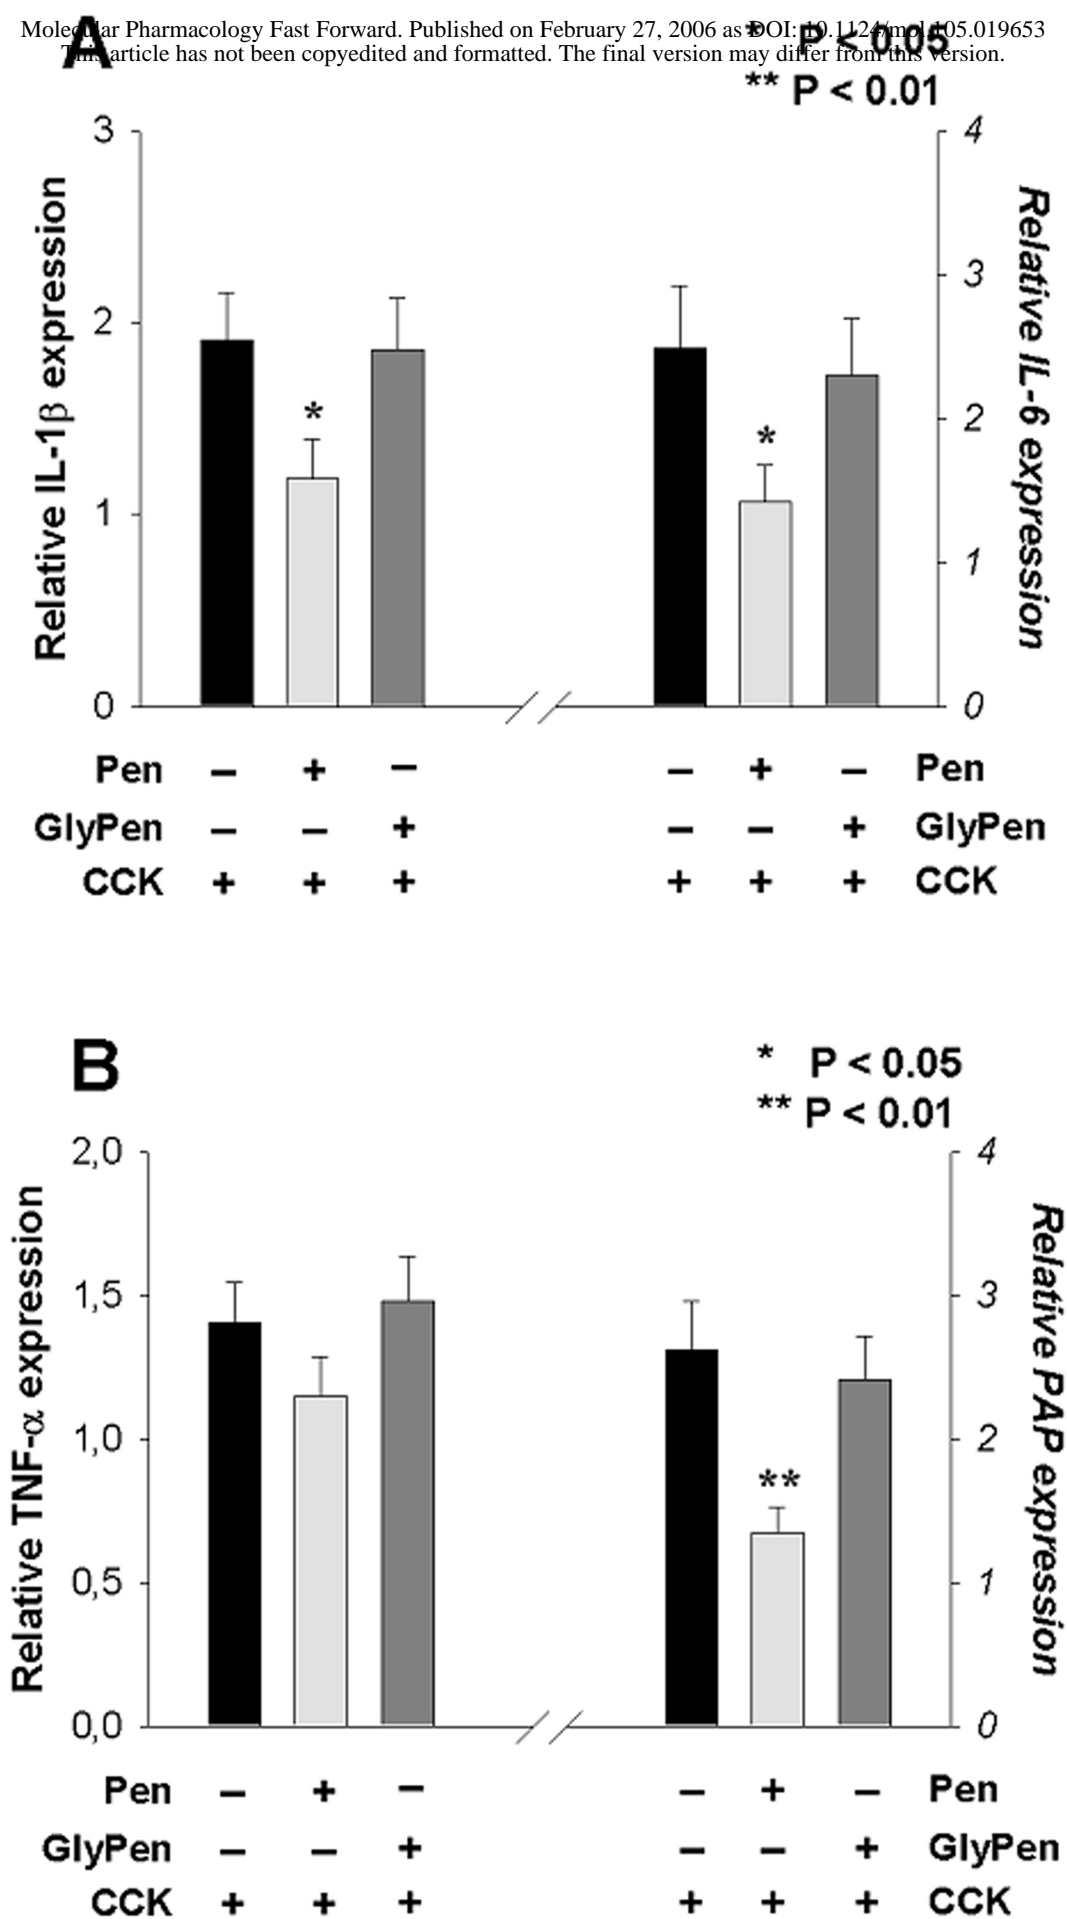 Molecular Pharmacology Fast Forward. Published on February 27, 2006 as DOI: 10.1124/mol.105.019653
This article has not been copyedited and formatted. The final version may differ from this version.
A
* P < 0.05
** P < 0.01
Relative IL-1β expression
3
2
1
0
4
3
2
1
0
Relative IL-6 expression
*
*
Pen – + – – + – Pen
GlyPen – – + – – + GlyPen
CCK + + + + + + CCK
B
* P < 0.05
** P < 0.01
Relative TNF-α expression
2,0
1,5
1,0
0,5
0,0
4
3
2
1
0
Relative PAP expression
**
Pen – + – – + – Pen
GlyPen – – + – – + GlyPen
CCK + + + + + + CCK